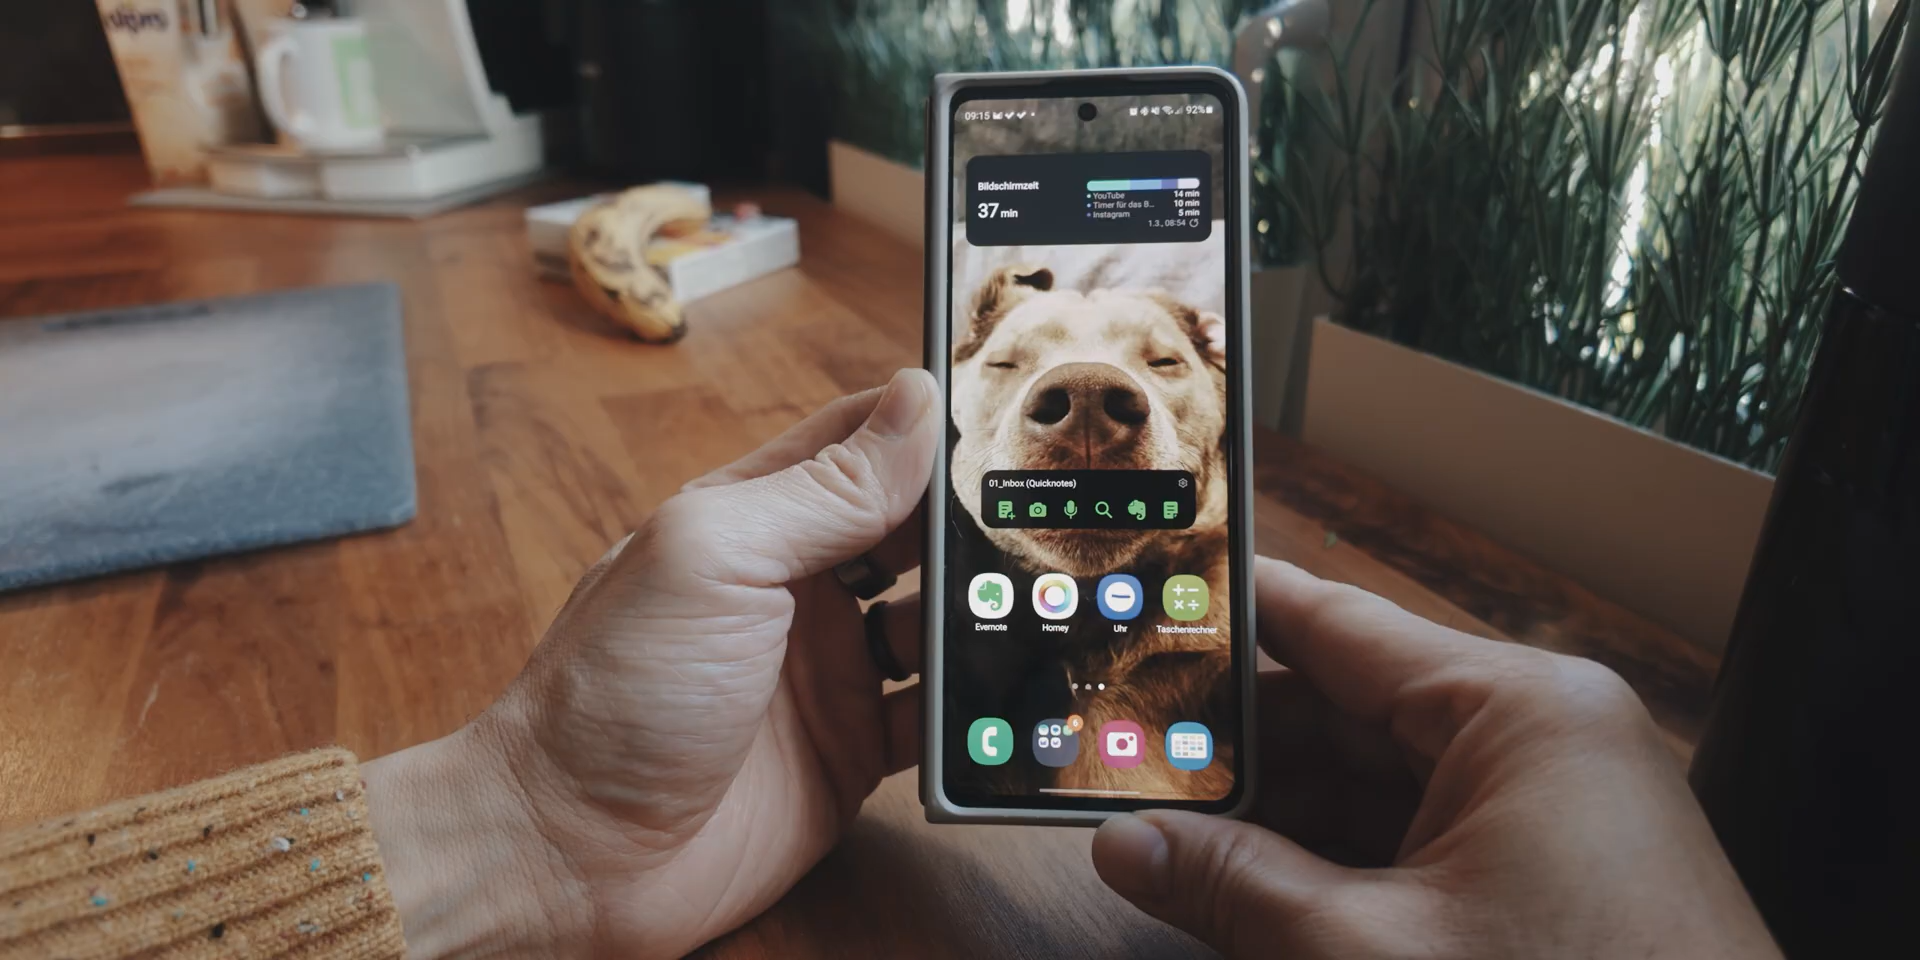 09:15
92%
Bildschirmzeit
37 min
YouTube 14 min
Timer für das B... 10 min
Instagram 5 min
1.3., 08:54
01_Inbox (Quicknotes)
Evernote Homey Uhr Taschenrechner
6